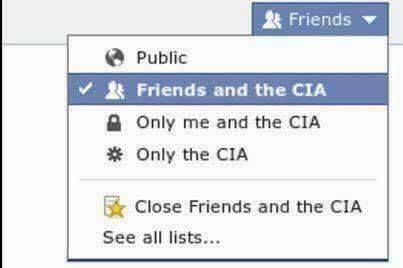 Friends
Public
Friends and the CIA
Only me and the CIA
Only the CIA
Close Friends and the CIA
See all lists...